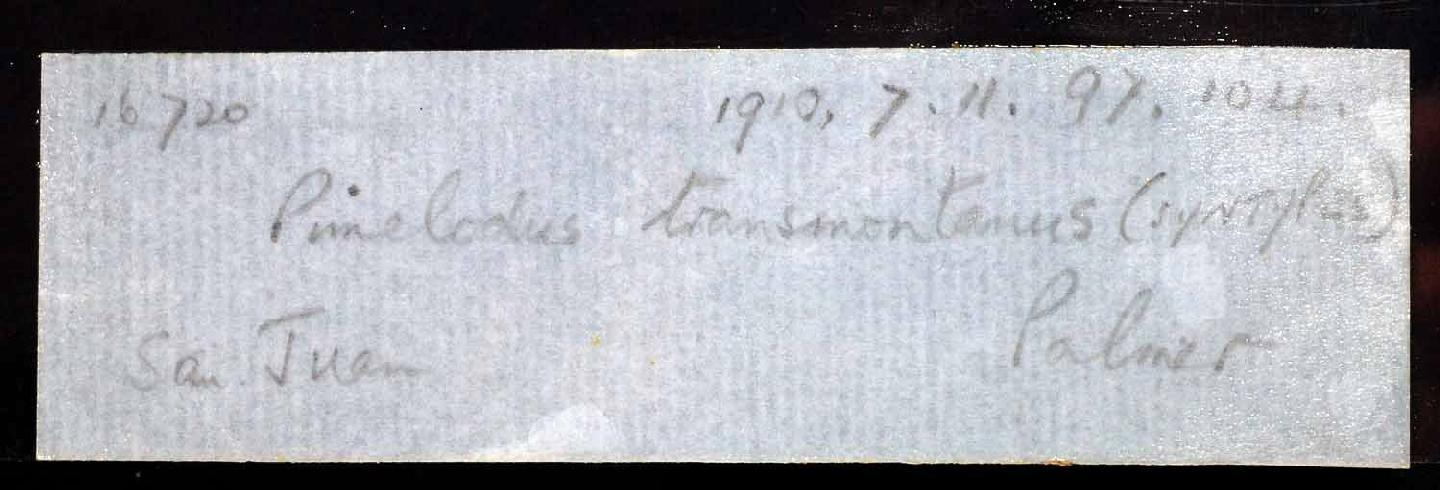 16720 1910. 7. 11. 97. 104.
Pimelodus transmontanus (SYNTYPES)
San Juan Palmer